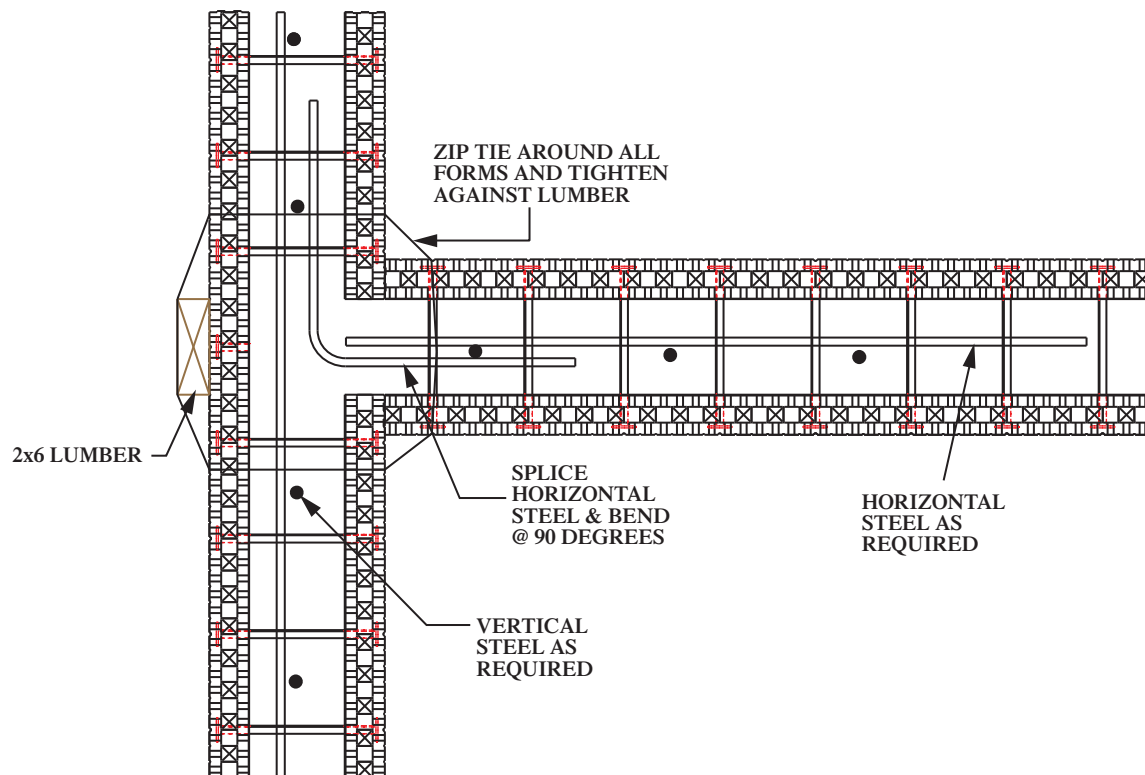 ZIP TIE AROUND ALL
FORMS AND TIGHTEN
AGAINST LUMBER
2x6 LUMBER
SPLICE
HORIZONTAL
STEEL & BEND
@ 90 DEGREES
HORIZONTAL
STEEL AS
REQUIRED
VERTICAL
STEEL AS
REQUIRED